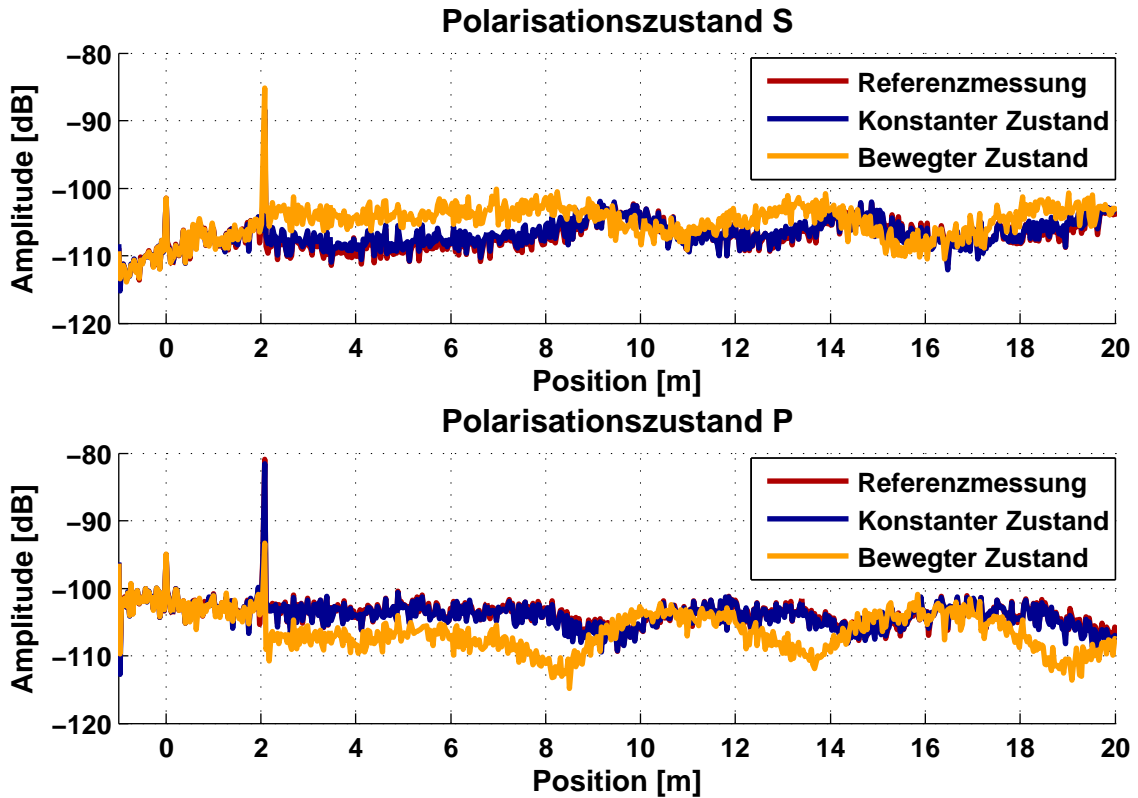 Polarisationszustand S
Amplitude [dB]
−80
−90
−100
−110
−120
Referenzmessung
Konstanter Zustand
Bewegter Zustand
0 2 4 6 8 10 12 14 16 18 20
Position [m]
Polarisationszustand P
Amplitude [dB]
−80
−90
−100
−110
−120
Referenzmessung
Konstanter Zustand
Bewegter Zustand
0 2 4 6 8 10 12 14 16 18 20
Position [m]